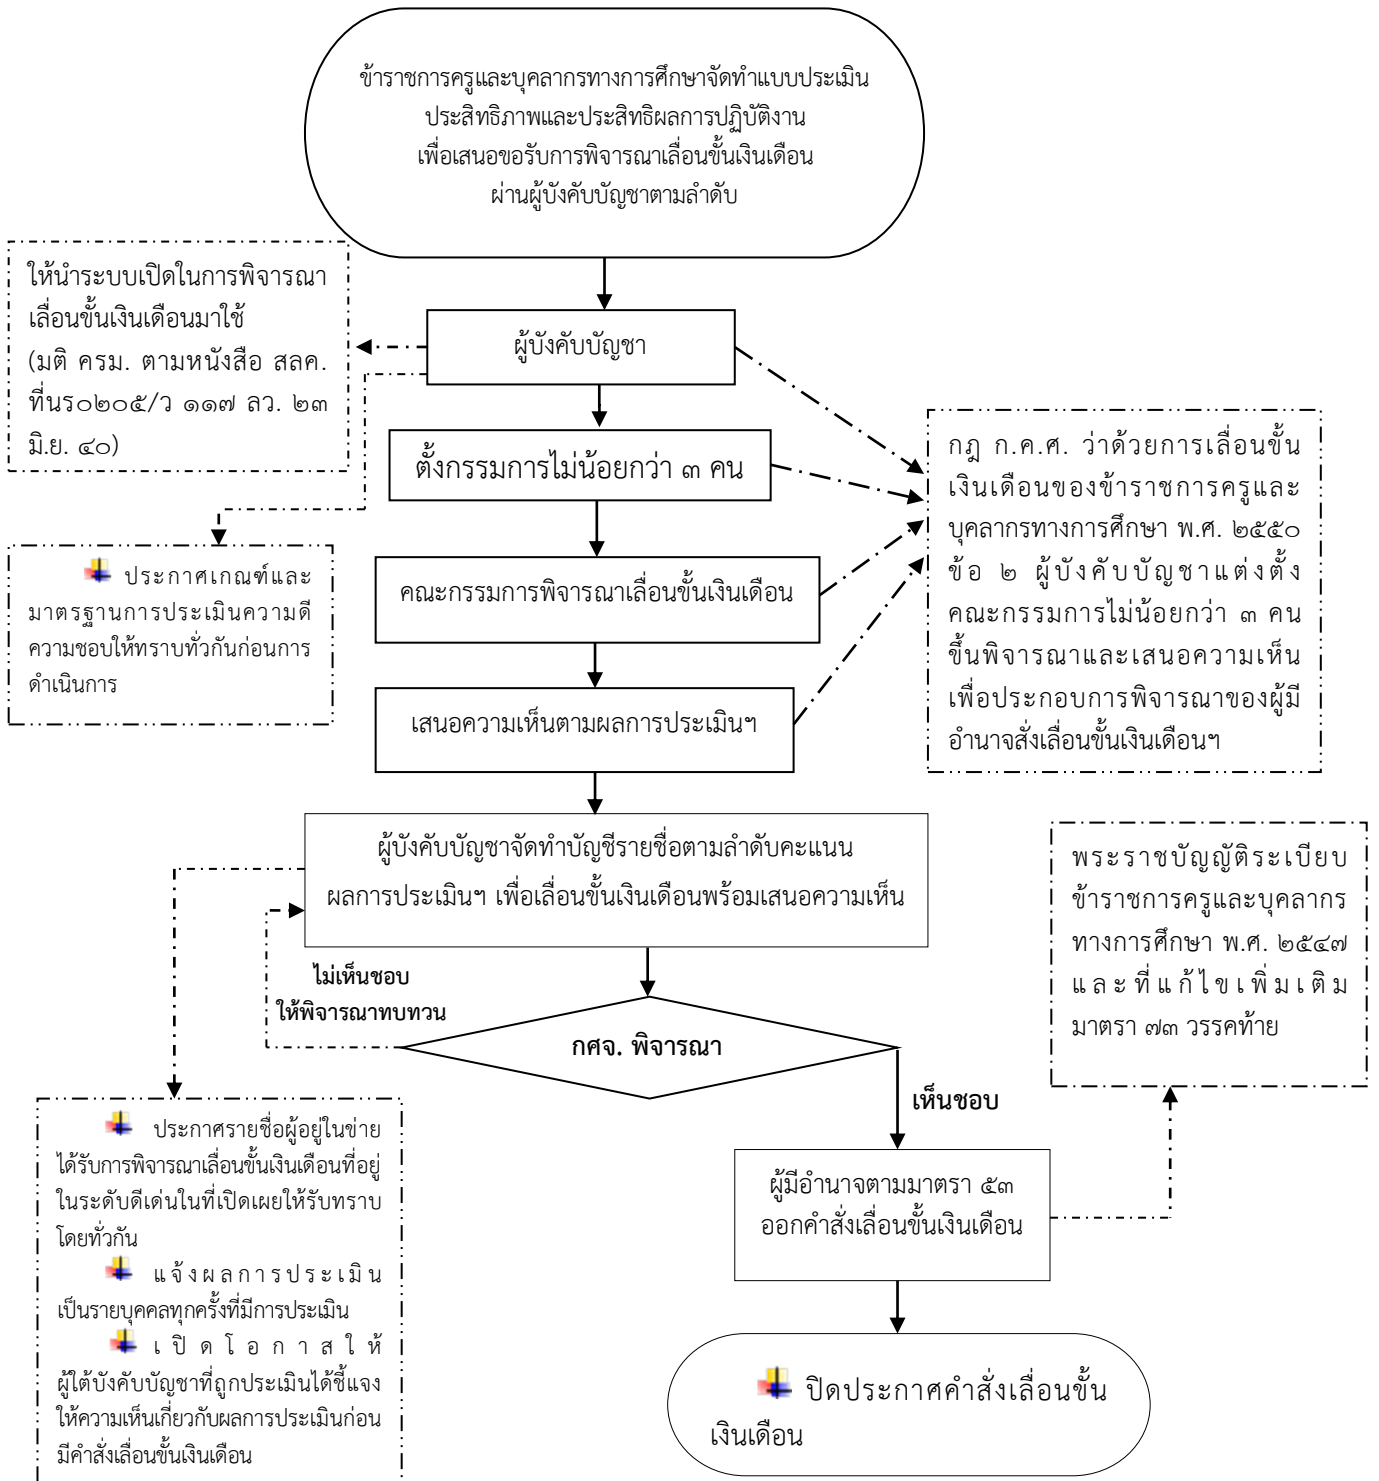 ข้าราชการครูและบุคลากรทางการศึกษาจัดทำแบบประเมิน
ประสิทธิภาพและประสิทธิผลการปฏิบัติงาน
เพื่อเสนอขอรับการพิจารณาเลื่อนขั้นเงินเดือน
ผ่านผู้บังคับบัญชาตามลำดับ
ให้นำระบบเปิดในการพิจารณา
เลื่อนขั้นเงินเดือนมาใช้
(มติ ครม. ตามหนังสือ สลค.
ที่นร๐๒๐๕/ว ๑๑๗ ลว. ๒๓
มิ.ย. ๔๐)
ผู้บังคับบัญชา
ตั้งกรรมการไม่น้อยกว่า ๓ คน
กฎ ก.ค.ศ. ว่าด้วยการเลื่อนขั้น
เงินเดือนของข้าราชการครูและ
บุคลากรทางการศึกษา พ.ศ. ๒๕๕๐
ข้อ ๒ ผู้บังคับบัญชาแต่งตั้ง
คณะกรรมการไม่น้อยกว่า ๓ คน
ขึ้นพิจารณาและเสนอความเห็น
เพื่อประกอบการพิจารณาของผู้มี
อำนาจสั่งเลื่อนขั้นเงินเดือนฯ
ประกาศเกณฑ์และ
มาตรฐานการประเมินความดี
ความชอบให้ทราบทั่วกันก่อนการ
ดำเนินการ
คณะกรรมการพิจารณาเลื่อนขั้นเงินเดือน
เสนอความเห็นตามผลการประเมินฯ
ผู้บังคับบัญชาจัดทำบัญชีรายชื่อตามลำดับคะแนน
ผลการประเมินฯ เพื่อเลื่อนขั้นเงินเดือนพร้อมเสนอความเห็น
พระราชบัญญัติระเบียบ
ข้าราชการครูและบุคลากร
ทางการศึกษา พ.ศ. ๒๕๔๗
และที่แก้ไขเพิ่มเติม
มาตรา ๗๓ วรรคท้าย
ไม่เห็นชอบ
ให้พิจารณาทบทวน
กศจ. พิจารณา
เห็นชอบ
ประกาศรายชื่อผู้อยู่ในข่าย
ได้รับการพิจารณาเลื่อนขั้นเงินเดือนที่อยู่
ในระดับดีเด่นในที่เปิดเผยให้รับทราบ
โดยทั่วกัน
แจ้งผลการประเมิน
เป็นรายบุคคลทุกครั้งที่มีการประเมิน
เปิดโอกาสให้
ผู้ใต้บังคับบัญชาที่ถูกประเมินได้ชี้แจง
ให้ความเห็นเกี่ยวกับผลการประเมินก่อน
มีคำสั่งเลื่อนขั้นเงินเดือน
ผู้มีอำนาจตามมาตรา ๕๓
ออกคำสั่งเลื่อนขั้นเงินเดือน
ปิดประกาศคำสั่งเลื่อนขั้น
เงินเดือน